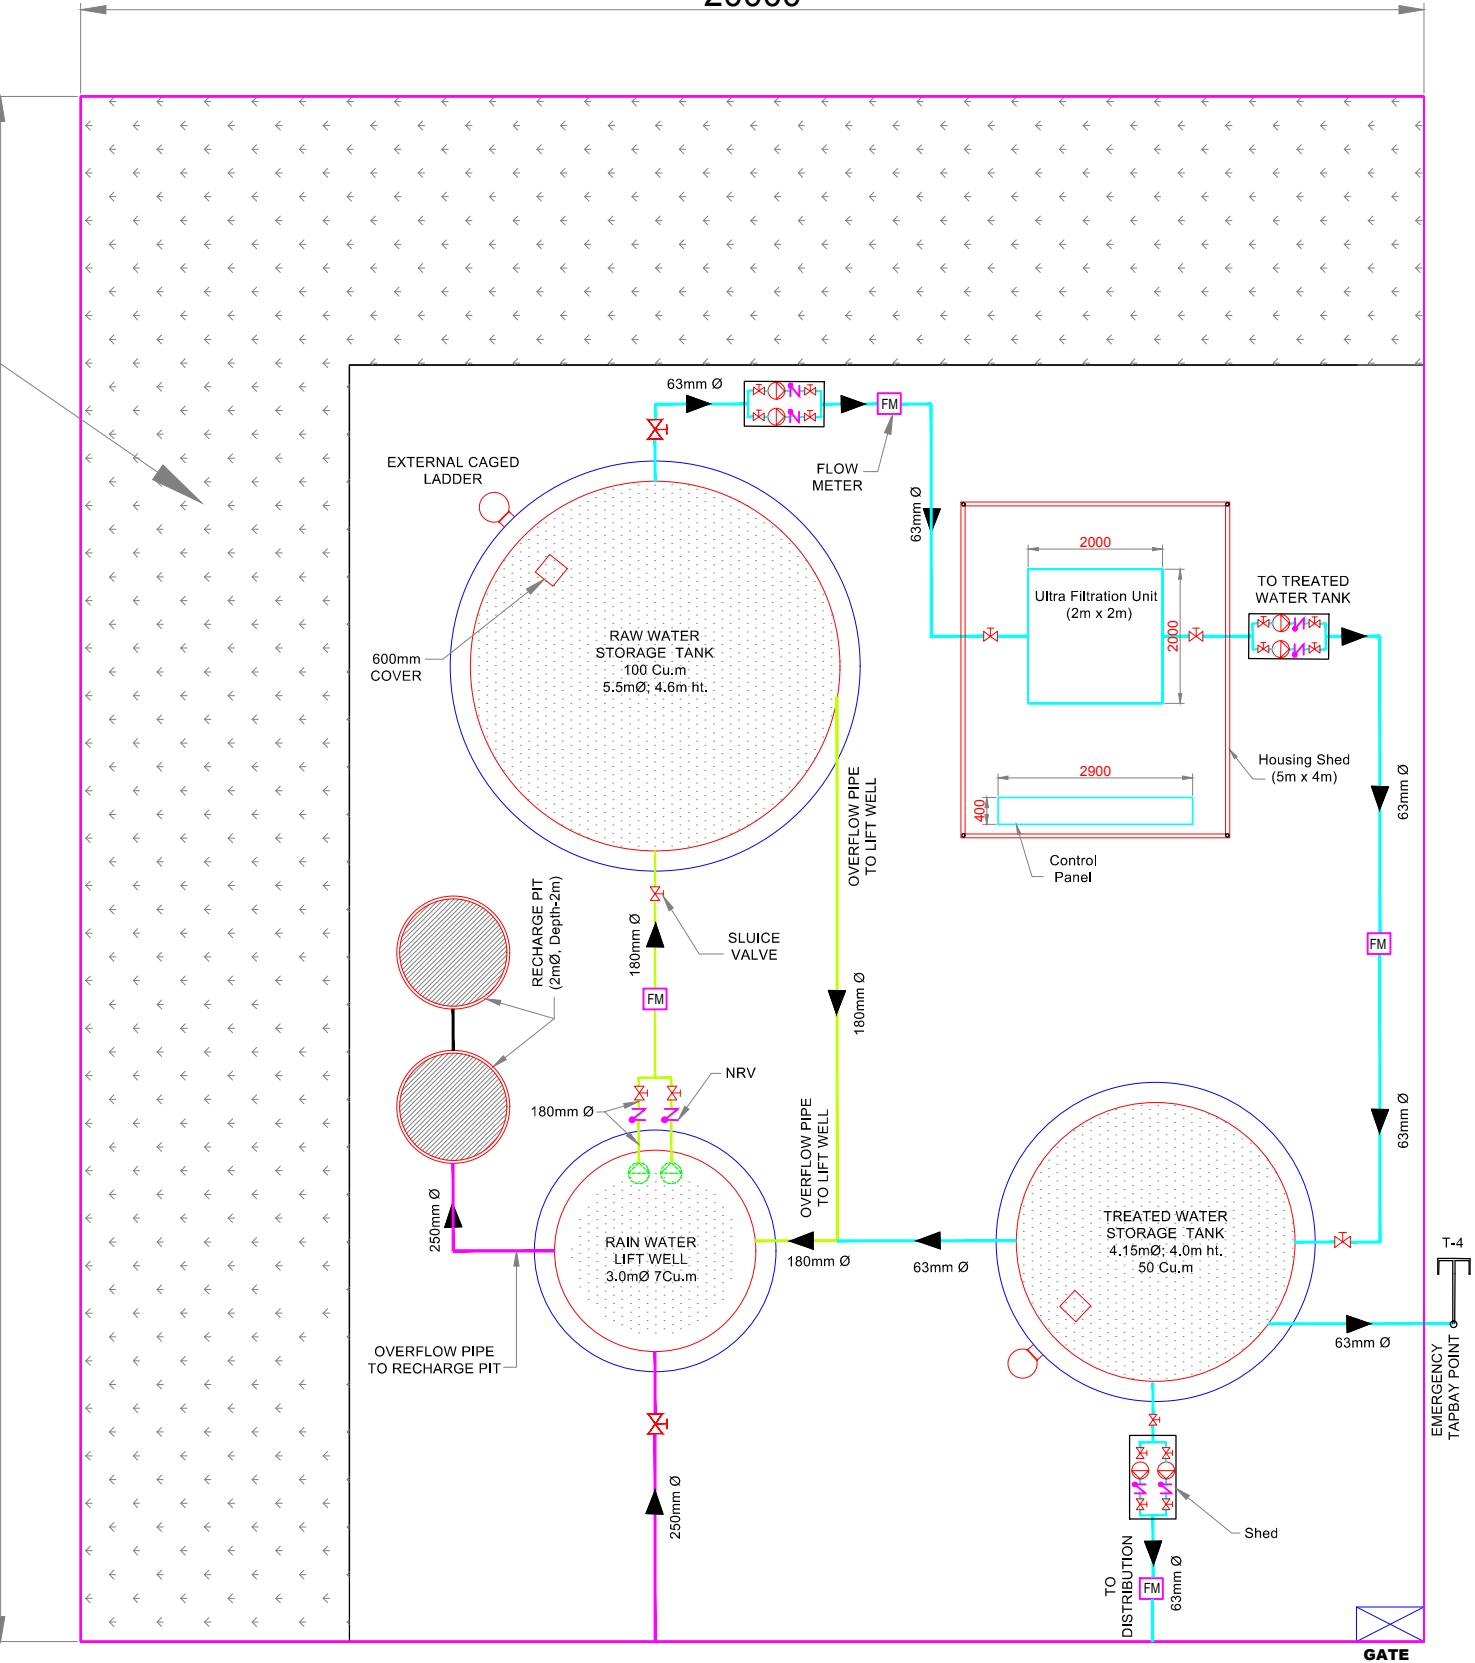 20000
63mm Ø
FM
EXTERNAL CAGED
LADDER
FLOW
METER
63mm Ø
2000
Ultra Filtration Unit
(2m x 2m)
2000
TO TREATED
WATER TANK
RAW WATER
STORAGE TANK
100 Cu.m
5.5mØ; 4.6m ht.
600mm
COVER
Housing Shed
(5m x 4m)
2900
400
Control
Panel
63mm Ø
OVERFLOW PIPE
TO LIFT WELL
RECHARGE PIT
(2mØ, Depth-2m)
180mm Ø
SLUICE
VALVE
FM
FM
180mm Ø
NRV
180mm Ø
63mm Ø
OVERFLOW PIPE
TO LIFT WELL
250mm Ø
RAIN WATER
LIFT WELL
3.0mØ 7Cu.m
180mm Ø
63mm Ø
TREATED WATER
STORAGE TANK
4.15mØ; 4.0m ht.
50 Cu.m
T-4
63mm Ø
EMERGENCY
TAPBAY POINT
OVERFLOW PIPE
TO RECHARGE PIT
250mm Ø
Shed
TO
DISTRIBUTION
FM
63mm Ø
GATE